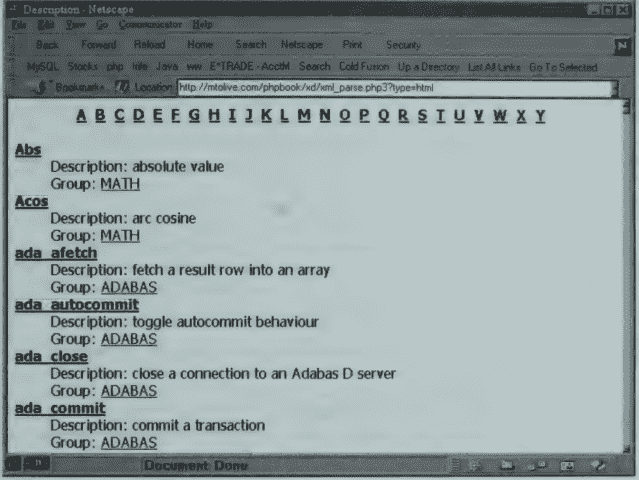 Description - Netscape
File Edit View Go Communicator Help
Back Forward Reload Home Search Netscape Print Security
MySQL Stocks php Java ww E*TRADE - AcctM Search Cold Fusion Up a Directory List All Links Go To Selected
Bookmarks Location: http://mtolive.com/phpbook/xd/xml_parse.php3?type=html
A B C D E F G H I J K L M N O P Q R S T U V W X Y
Abs
Description: absolute value
Group: MATH
Acos
Description: arc cosine
Group: MATH
ada_afetch
Description: fetch a result row into an array
Group: ADABAS
ada_autocommit
Description: toggle autocommit behaviour
Group: ADABAS
ada_close
Description: close a connection to an Adabas D server
Group: ADABAS
ada_commit
Description: commit a transaction
Group: ADABAS
Document: Done